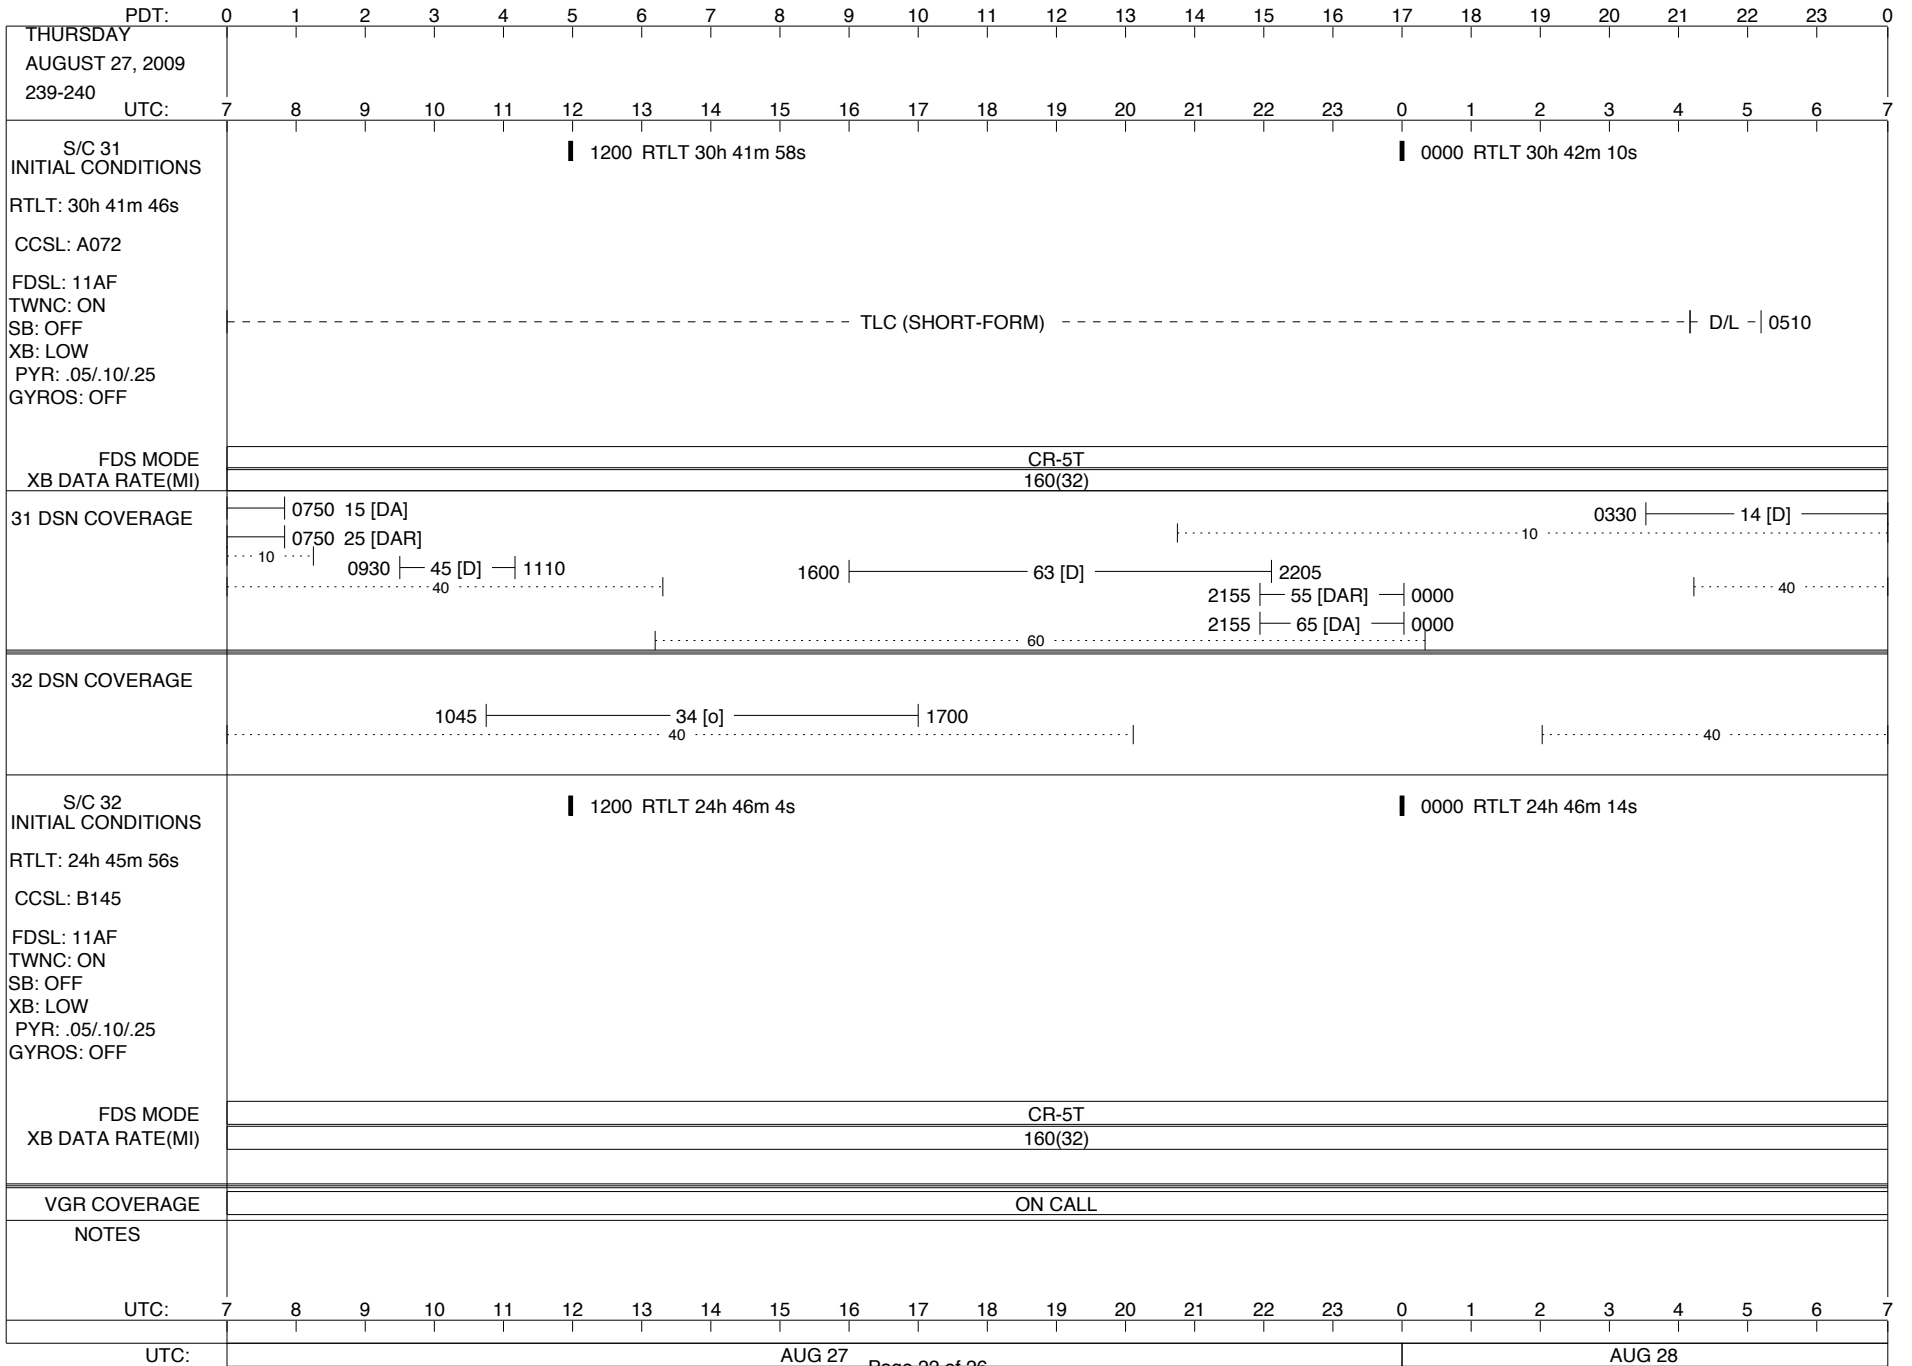 PDT: 0 1 2 3 4 5 6 7 8 9 10 11 12 13 14 15 16 17 18 19 20 21 22 23 0
THURSDAY
AUGUST 27, 2009
239-240
UTC: 7 8 9 10 11 12 13 14 15 16 17 18 19 20 21 22 23 0 1 2 3 4 5 6 7
S/C 31
INITIAL CONDITIONS
1200 RTLT 30h 41m 58s
0000 RTLT 30h 42m 10s
RTLT: 30h 41m 46s
CCSL: A072
FDSL: 11AF
TWNC: ON
SB: OFF
TLC (SHORT-FORM) D/L 0510
XB: LOW
PYR: .05/.10/.25
GYROS: OFF
FDS MODE CR-5T
XB DATA RATE(MI) 160(32)
31 DSN COVERAGE
0750 15 [DA]
0330 14 [D]
0750 25 [DAR]
10
10
0930 45 [D] 1110
1600 63 [D] 2205
40
40
2155 55 [DAR] 0000
2155 65 [DA] 0000
60
32 DSN COVERAGE
1045 34 [o] 1700
40
40
S/C 32
INITIAL CONDITIONS
1200 RTLT 24h 46m 4s
0000 RTLT 24h 46m 14s
RTLT: 24h 45m 56s
CCSL: B145
FDSL: 11AF
TWNC: ON
SB: OFF
XB: LOW
PYR: .05/.10/.25
GYROS: OFF
FDS MODE CR-5T
XB DATA RATE(MI) 160(32)
VGR COVERAGE ON CALL
NOTES
UTC: 7 8 9 10 11 12 13 14 15 16 17 18 19 20 21 22 23 0 1 2 3 4 5 6 7
UTC: AUG 27 AUG 28
Page 22 of 26